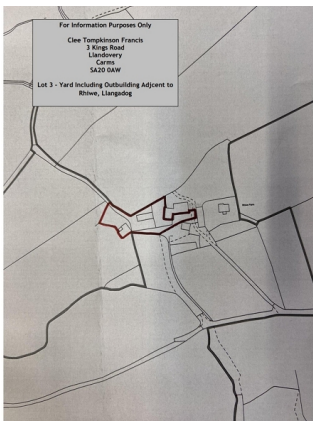 For Information Purposes Only
Clee Tompkinson Francis
3 Kings Road
Llandovery
Carms
SA20 0AW
Lot 3 - Yard Including Outbuilding Adjcent to
Rhiwe, Llangadog